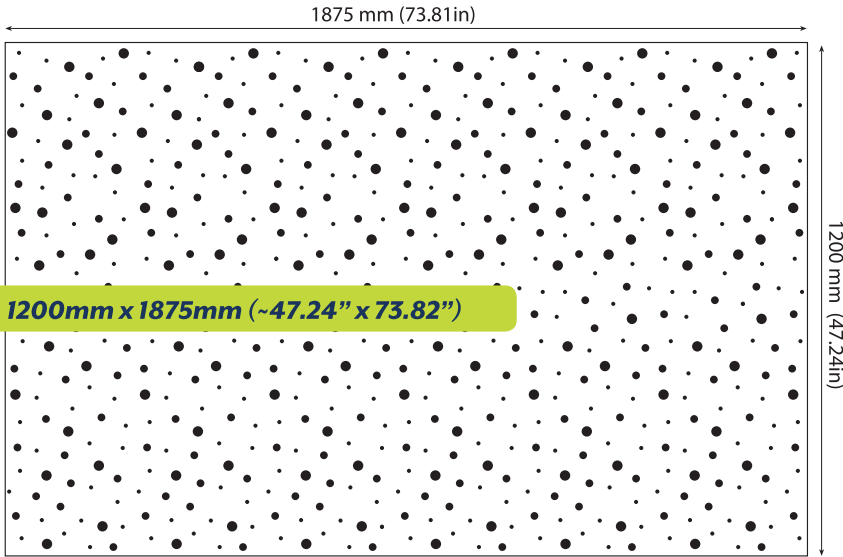 1875 mm (73.81in)
1200mm x 1875mm (~47.24” x 73.82”)
1200 mm (47.24in)